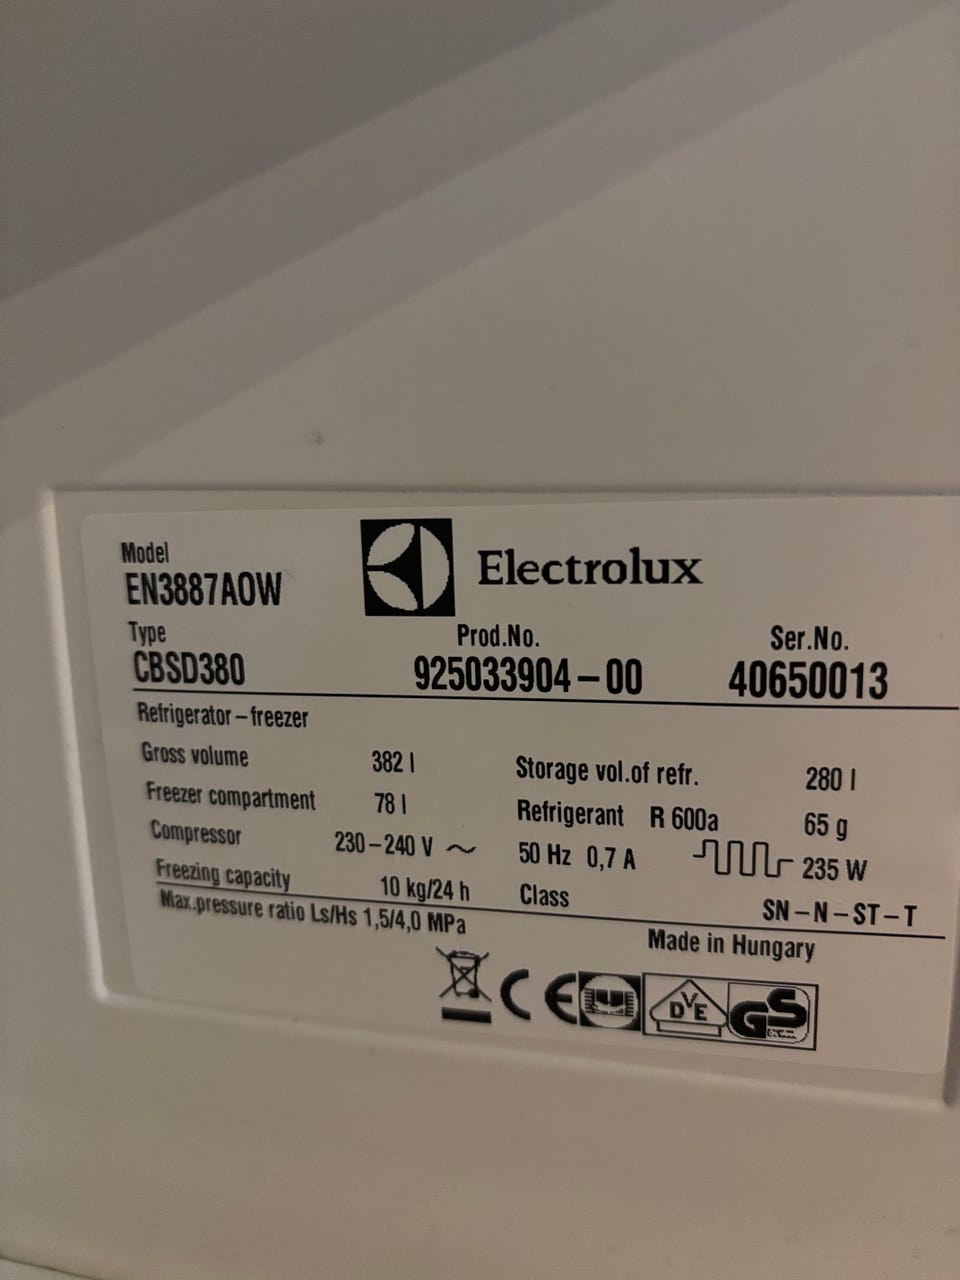 Model
EN3887AOW
Electrolux
Type
CBSD380
Prod.No.
925033904-00
Ser.No.
40650013
Refrigerator-freezer
Gross volume 382 l
Storage vol.of refr. 280 l
Freezer compartment 78 l
Refrigerant R 600a 65 g
Compressor 230-240 V ~ 50 Hz 0,7 A 235 W
Freezing capacity 10 kg/24 h
Class SN-N-ST-T
Max.pressure ratio Ls/Hs 1,5/4,0 MPa
Made in Hungary
CE
DVE
GS